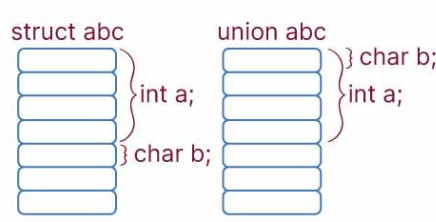 struct abc
int a;
} char b;
union abc
} char b;
int a;